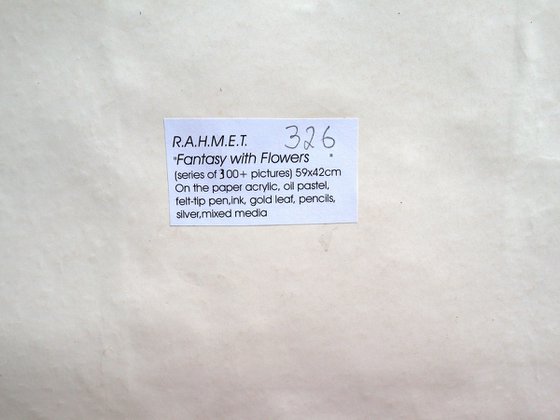 R.A.H.M.E.T. 326
"Fantasy with Flowers "
(series of 300+ pictures) 59x42cm
On the paper acrylic, oil pastel,
felt-tip pen,ink, gold leaf, pencils,
silver,mixed media